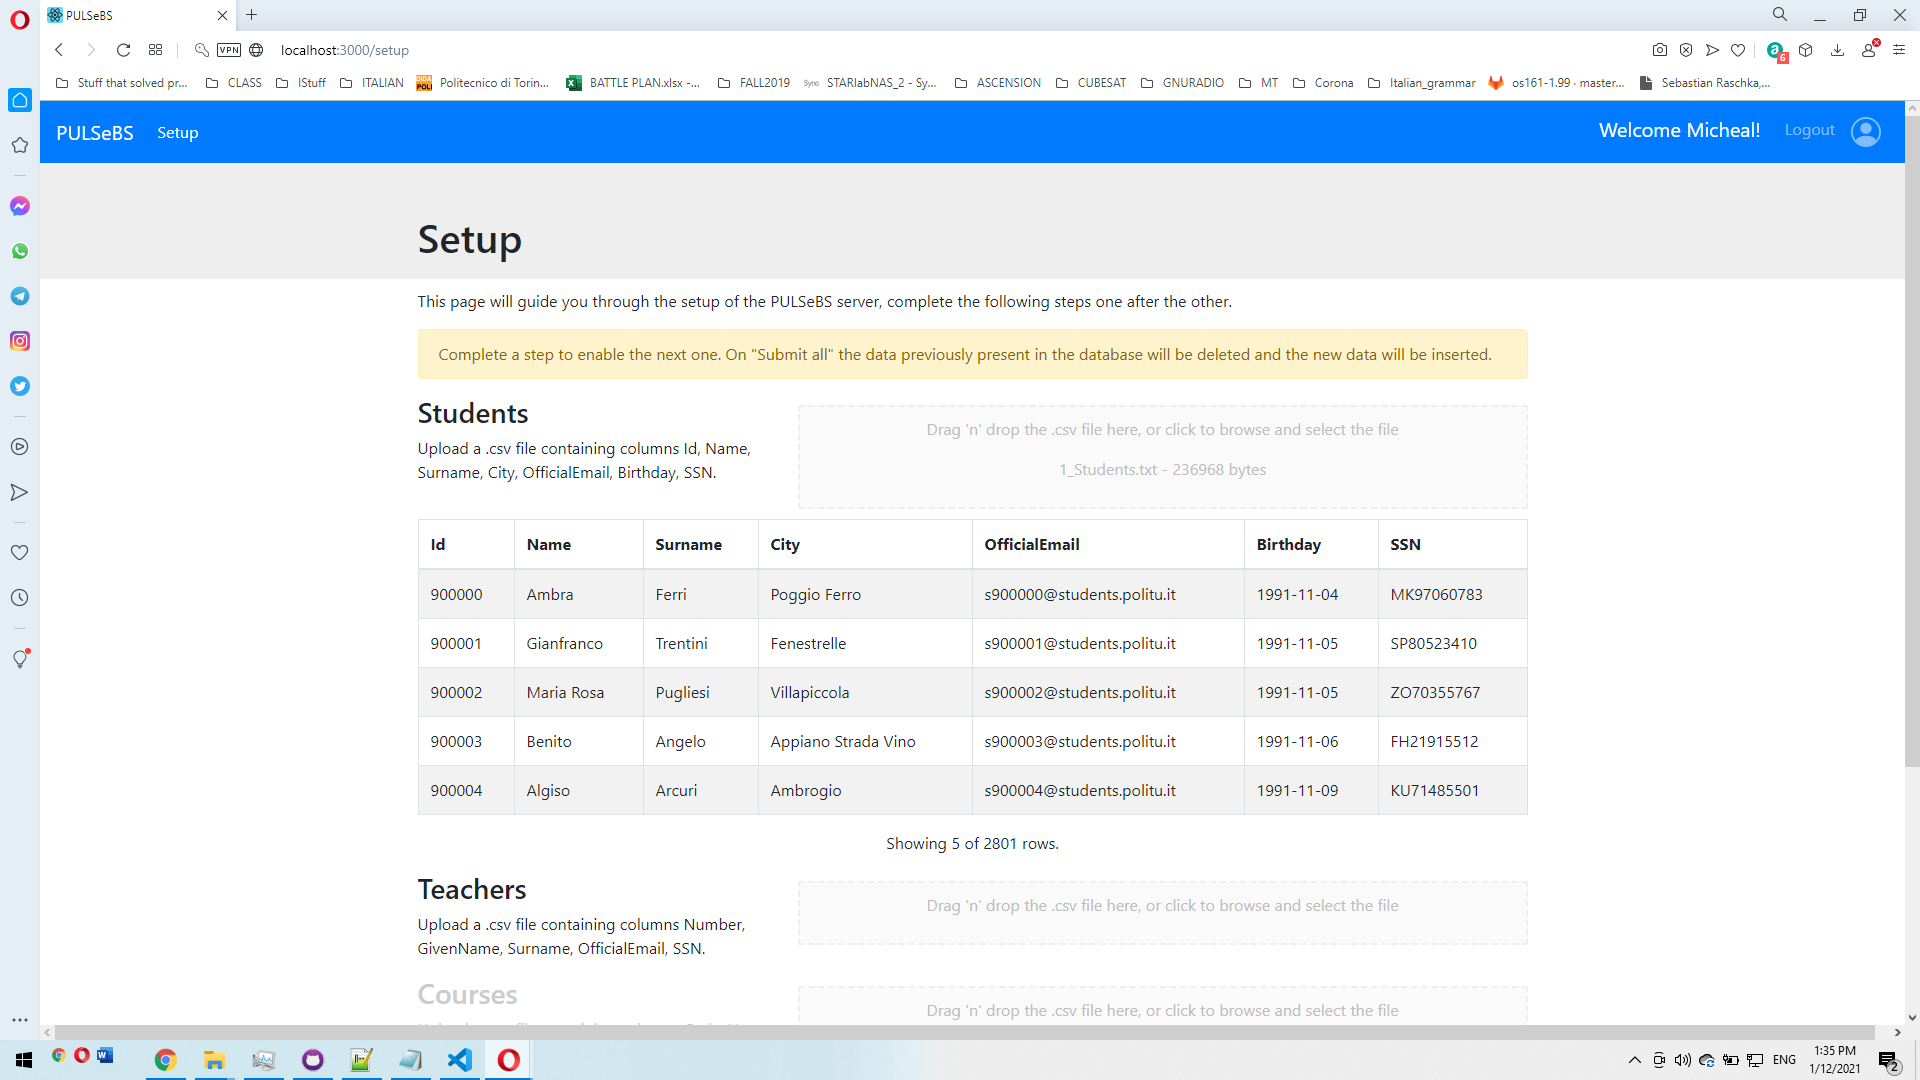 PULSeBS
VPN
localhost:3000/setup
6
Stuff that solved pr...
CLASS
IStuff
ITALIAN
DIDA POLI
Politecnico di Torin...
BATTLE PLAN.xlsx -...
FALL2019
Sync
STARlabNAS_2 - Sy...
ASCENSION
CUBESAT
GNURADIO
MT
Corona
Italian_grammar
os161-1.99 · master...
Sebastian Raschka,...
PULSeBS
Setup
Welcome Micheal!
Logout
Setup
This page will guide you through the setup of the PULSeBS server, complete the following steps one after the other.
Complete a step to enable the next one. On "Submit all" the data previously present in the database will be deleted and the new data will be inserted.
Students
Upload a .csv file containing columns Id, Name,
Surname, City, OfficialEmail, Birthday, SSN.
Drag 'n' drop the .csv file here, or click to browse and select the file
1_Students.txt - 236968 bytes
Id Name Surname City OfficialEmail Birthday SSN
900000 Ambra Ferri Poggio Ferro s900000@students.politu.it 1991-11-04 MK97060783
900001 Gianfranco Trentini Fenestrelle s900001@students.politu.it 1991-11-05 SP80523410
900002 Maria Rosa Pugliesi Villapiccola s900002@students.politu.it 1991-11-05 ZO70355767
900003 Benito Angelo Appiano Strada Vino s900003@students.politu.it 1991-11-06 FH21915512
900004 Algiso Arcuri Ambrogio s900004@students.politu.it 1991-11-09 KU71485501
Showing 5 of 2801 rows.
Teachers
Upload a .csv file containing columns Number,
GivenName, Surname, OfficialEmail, SSN.
Drag 'n' drop the .csv file here, or click to browse and select the file
Courses
Drag 'n' drop the .csv file here, or click to browse and select the file
ENG
1:35 PM
1/12/2021
2